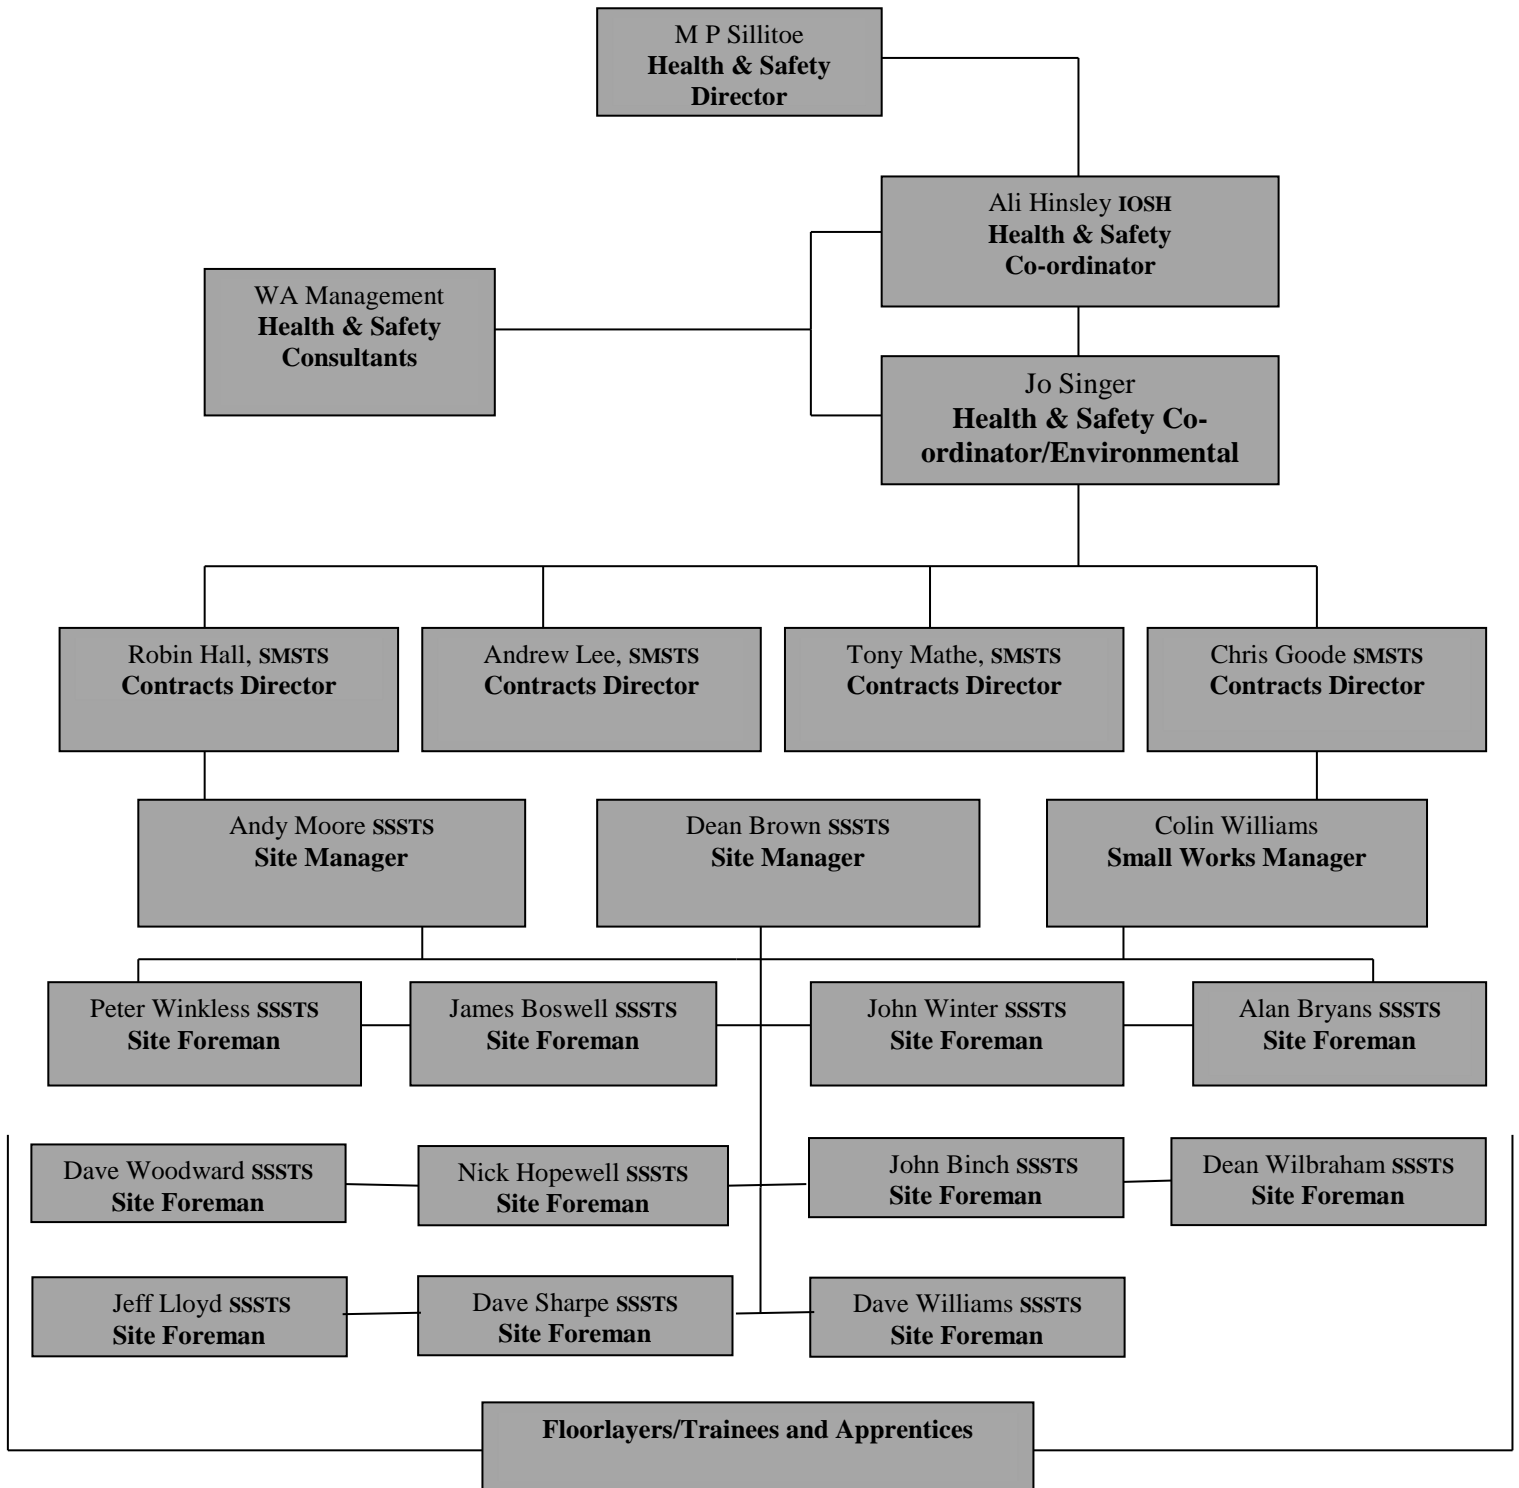 M P Sillitoe
Health & Safety
Director
Ali Hinsley IOSH
Health & Safety
Co-ordinator
WA Management
Health & Safety
Consultants
Jo Singer
Health & Safety Co-
ordinator/Environmental
Robin Hall, SMSTS
Contracts Director
Andrew Lee, SMSTS
Contracts Director
Tony Mathe, SMSTS
Contracts Director
Chris Goode SMSTS
Contracts Director
Andy Moore SSSTS
Site Manager
Dean Brown SSSTS
Site Manager
Colin Williams
Small Works Manager
Peter Winkless SSSTS
Site Foreman
James Boswell SSSTS
Site Foreman
John Winter SSSTS
Site Foreman
Alan Bryans SSSTS
Site Foreman
Dave Woodward SSSTS
Site Foreman
Nick Hopewell SSSTS
Site Foreman
John Binch SSSTS
Site Foreman
Dean Wilbraham SSSTS
Site Foreman
Jeff Lloyd SSSTS
Site Foreman
Dave Sharpe SSSTS
Site Foreman
Dave Williams SSSTS
Site Foreman
Floorlayers/Trainees and Apprentices